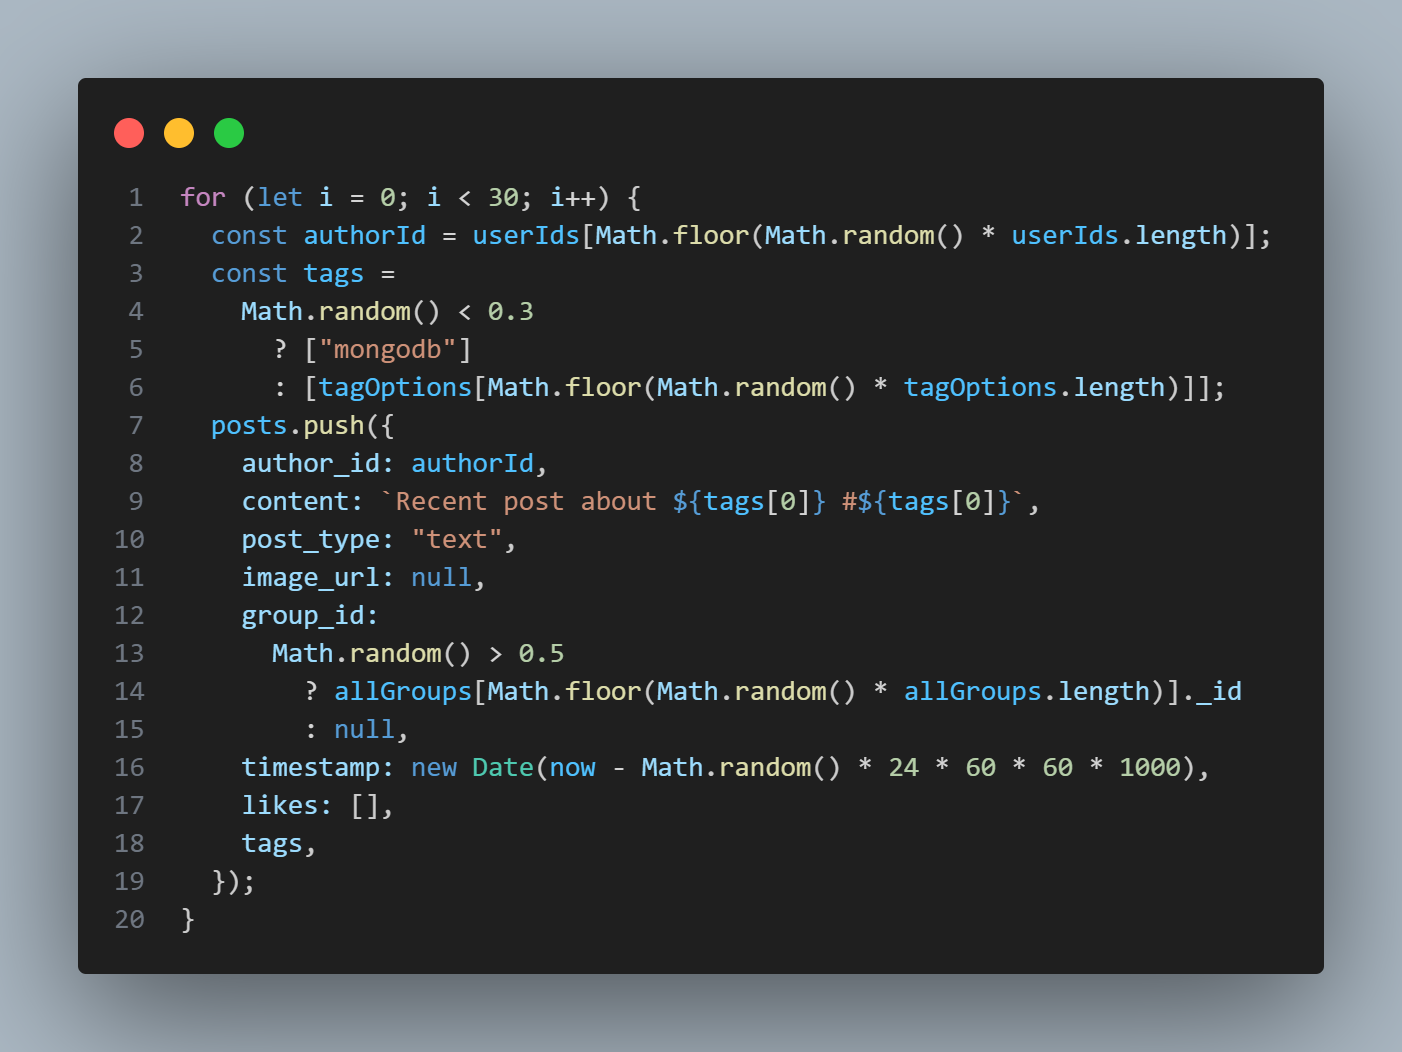 1 for (let i = 0; i < 30; i++) {
2   const authorId = userIds[Math.floor(Math.random() * userIds.length)];
3   const tags =
4     Math.random() < 0.3
5       ? ["mongodb"]
6       : [tagOptions[Math.floor(Math.random() * tagOptions.length)]];
7   posts.push({
8     author_id: authorId,
9     content: `Recent post about ${tags[0]} #${tags[0]}`,
10     post_type: "text",
11     image_url: null,
12     group_id:
13       Math.random() > 0.5
14         ? allGroups[Math.floor(Math.random() * allGroups.length)]._id
15         : null,
16     timestamp: new Date(now - Math.random() * 24 * 60 * 60 * 1000),
17     likes: [],
18     tags,
19   });
20 }